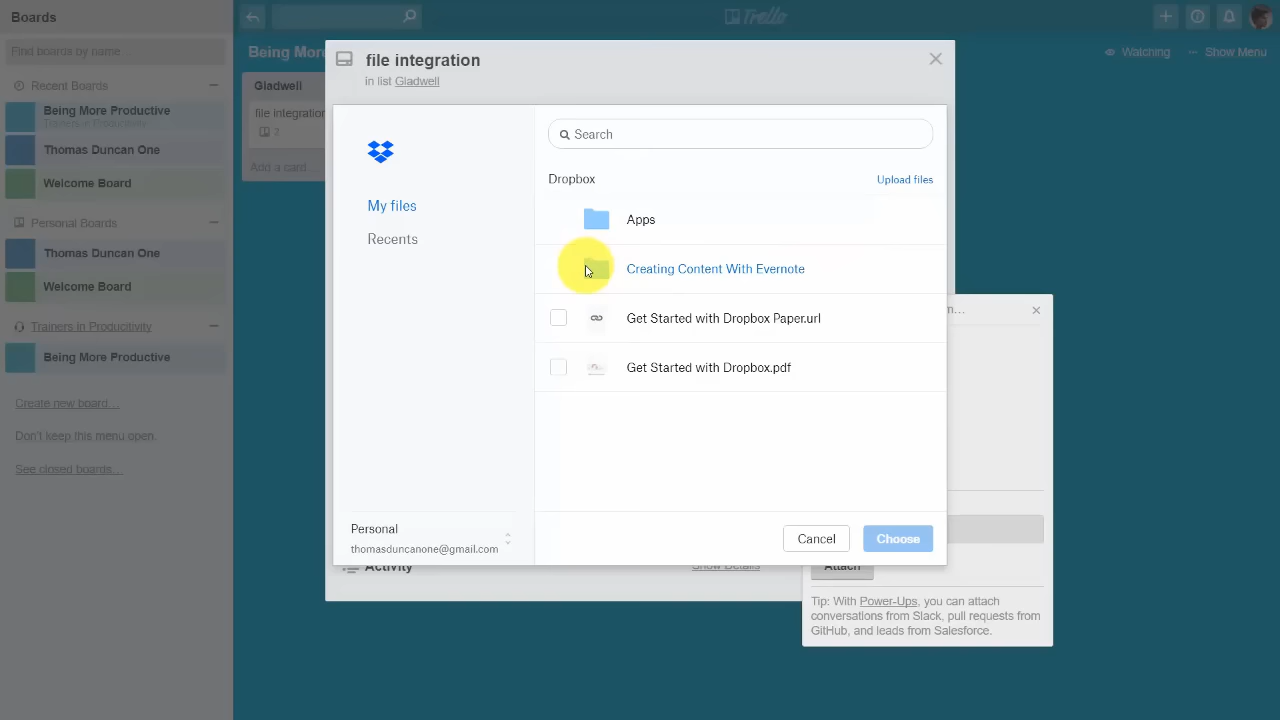 Boards
Trello
Find boards by name
Being More
Watching
Show Menu
Recent Boards
Being More Productive
Trainers in Productivity
Thomas Duncan One
Welcome Board
Personal Boards
Thomas Duncan One
Welcome Board
Trainers in Productitivity
Being More Productive
Create new board…
Don't keep this menu open.
See closed boards…
Gladwell
file integration
2
Add a card…
file integration
in list Gladwell
Search
Dropbox
Upload files
My files
Recents
Apps
Creating Content With Evernote
Get Started with Dropbox Paper.url
Get Started with Dropbox.pdf
Personal
thomasduncanone@gmail.com
Cancel
Choose
Activity
Show Details
Attach
Tip: With Power-Ups, you can attach
conversations from Slack, pull requests from
GitHub, and leads from Salesforce.